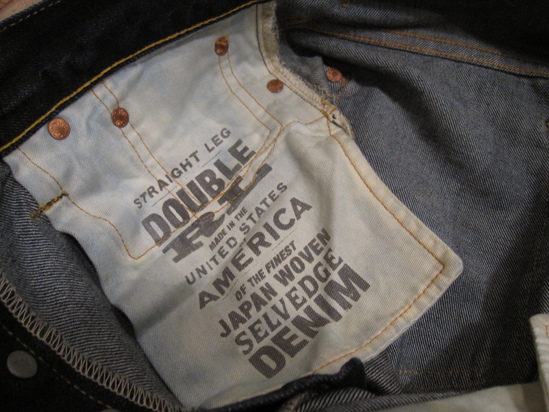 STRAIGHT LEG
DOUBLE
RL
MADE IN THE
UNITED STATES
AMERICA
OF THE FINEST
JAPAN WOVEN
SELVEDGE
DENIM